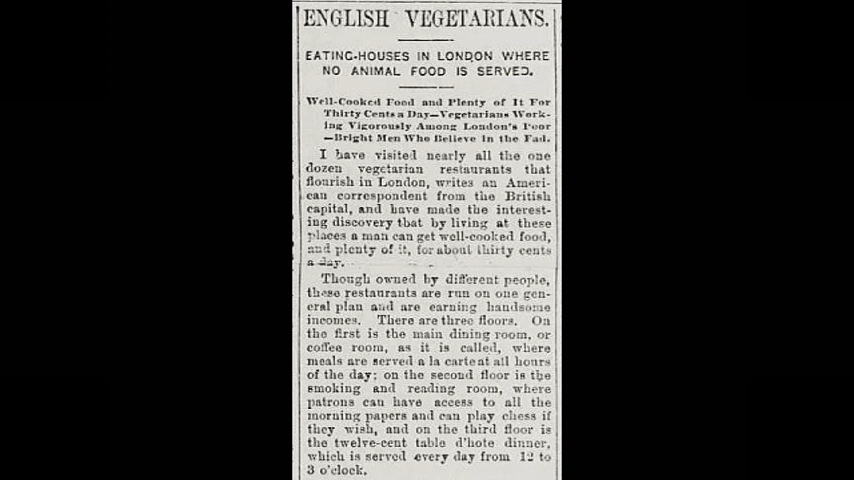 ENGLISH VEGETARIANS.
EATING-HOUSES IN LONDON WHERE
NO ANIMAL FOOD IS SERVED.
Well-Cooked Food and Plenty of It For
Thirty Cents a Day—Vegetarians Work-
ing Vigorously Among London's Poor
—Bright Men Who Believe in the Fad.
I have visited nearly all the one
dozen vegetarian restaurants that
flourish in London, writes an Ameri-
can correspondent from the British
capital, and have made the interest-
ing discovery that by living at these
places a man can get well-cooked food,
and plenty of it, for about thirty cents
a day.
Though owned by different people,
these restaurants are run on one gen-
eral plan and are earning handsome
incomes. There are three floors. On
the first is the main dining room, or
coffee room, as it is called, where
meals are served a la carte at all hours
of the day; on the second floor is the
smoking and reading room, where
patrons can have access to all the
morning papers and can play chess if
they wish, and on the third floor is
the twelve-cent table d'hote dinner,
which is served every day from 12 to
3 o'clock.